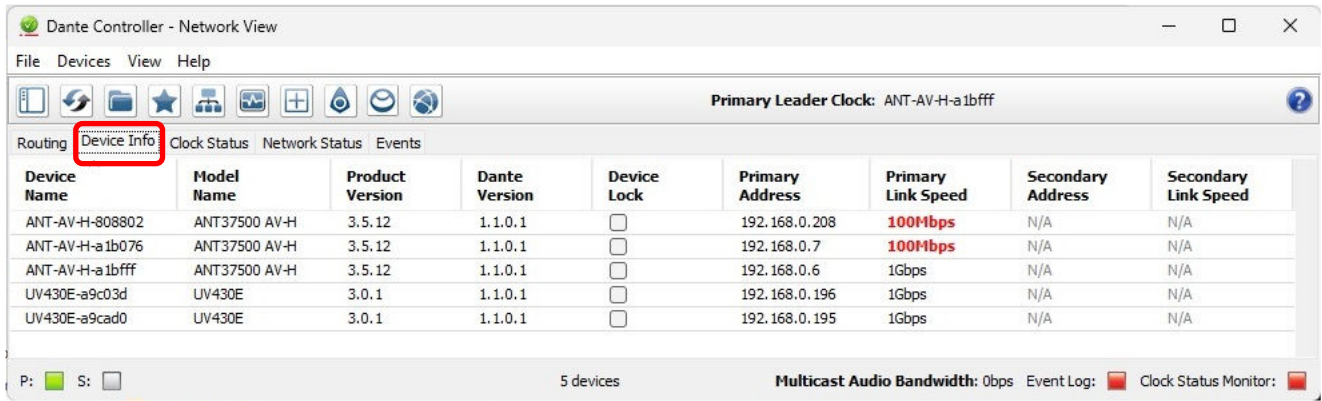 Dante Controller - Network View
File Devices View Help
Primary Leader Clock: ANT-AV-H-a1bfff
?
Routing Device Info Clock Status Network Status Events
Device Name Model Name Product Version Dante Version Device Lock Primary Address Primary Link Speed Secondary Address Secondary Link Speed
ANT-AV-H-808802 ANT37500 AV-H 3.5.12 1.1.0.1 192.168.0.208 100Mbps N/A N/A
ANT-AV-H-a1b076 ANT37500 AV-H 3.5.12 1.1.0.1 192.168.0.7 100Mbps N/A N/A
ANT-AV-H-a1bfff ANT37500 AV-H 3.5.12 1.1.0.1 192.168.0.6 1Gbps N/A N/A
UV430E-a9c03d UV430E 3.0.1 1.1.0.1 192.168.0.196 1Gbps N/A N/A
UV430E-a9cad0 UV430E 3.0.1 1.1.0.1 192.168.0.195 1Gbps N/A N/A
P: S: 5 devices Multicast Audio Bandwidth: 0bps Event Log: Clock Status Monitor: